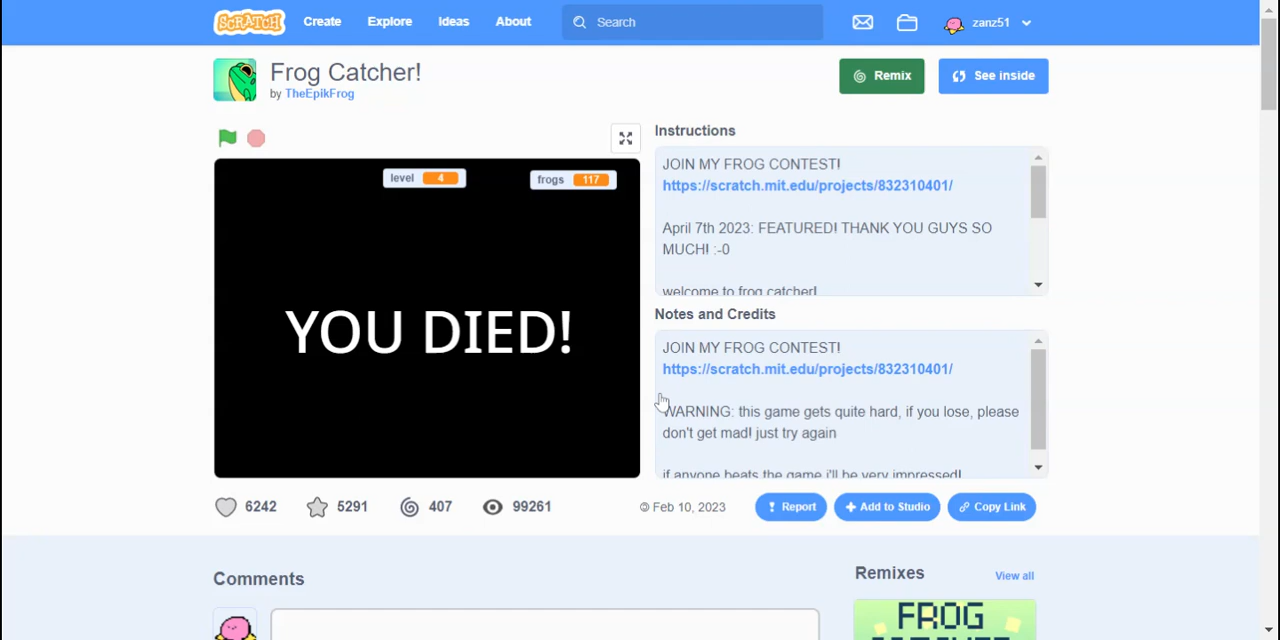 SCRATCH Create Explore Ideas About Search zanz51
Frog Catcher!
by TheEpikFrog
Remix See inside
level 4 frogs 117
YOU DIED!
Instructions
JOIN MY FROG CONTEST!
https://scratch.mit.edu/projects/832310401/
April 7th 2023: FEATURED! THANK YOU GUYS SO
MUCH! :-0
welcome to frog catcher!
Notes and Credits
JOIN MY FROG CONTEST!
https://scratch.mit.edu/projects/832310401/
WARNING: this game gets quite hard, if you lose, please
don't get mad! just try again
if anyone beats the game i'll be very impressed!
6242 5291 407 99261 © Feb 10, 2023 Report Add to Studio Copy Link
Comments
Remixes View all
FROG
CATCHER